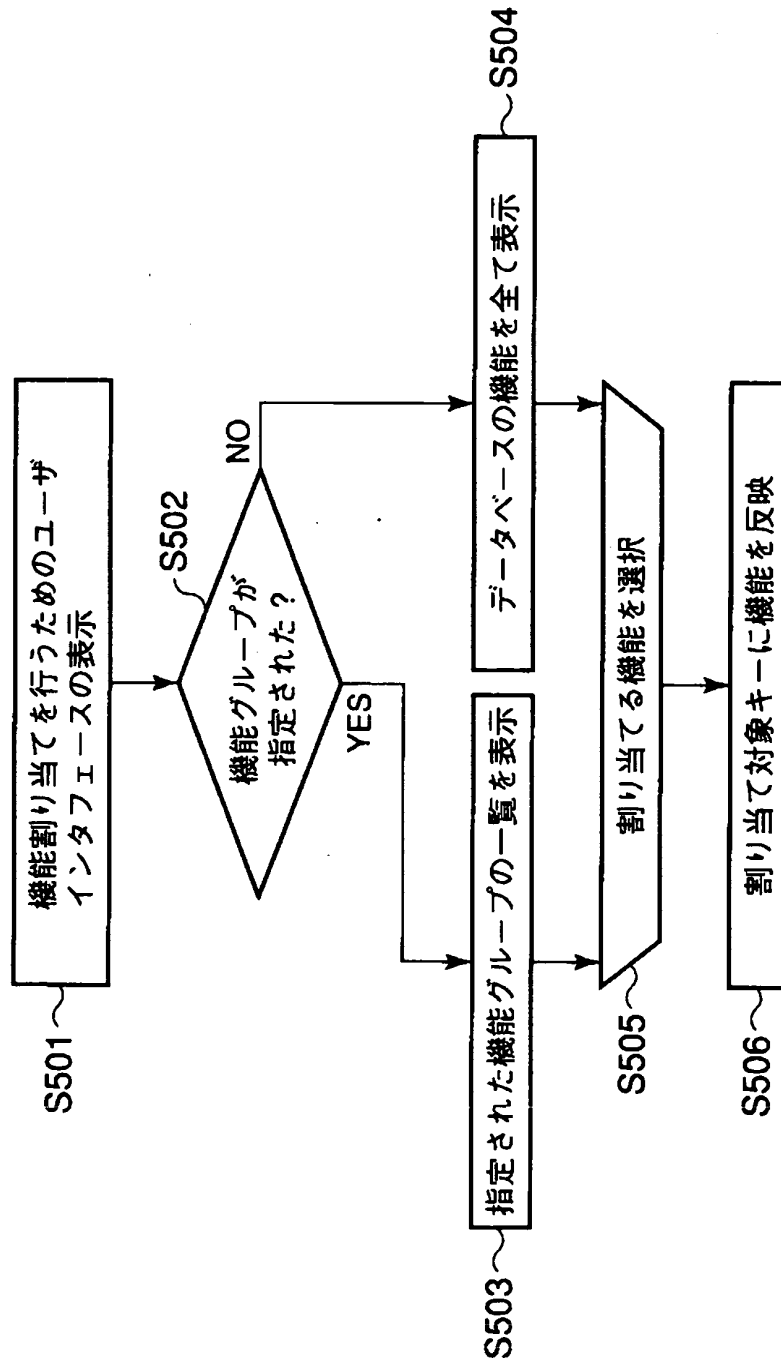 S501
機能割り当てを行うためのユーザ
インタフェースの表示
S502
機能グループが
指定された?
YES
NO
S503
指定された機能グループの一覧を表示
データベースの機能を全て表示
S504
S505
割り当てる機能を選択
S506
割り当て対象キーに機能を反映